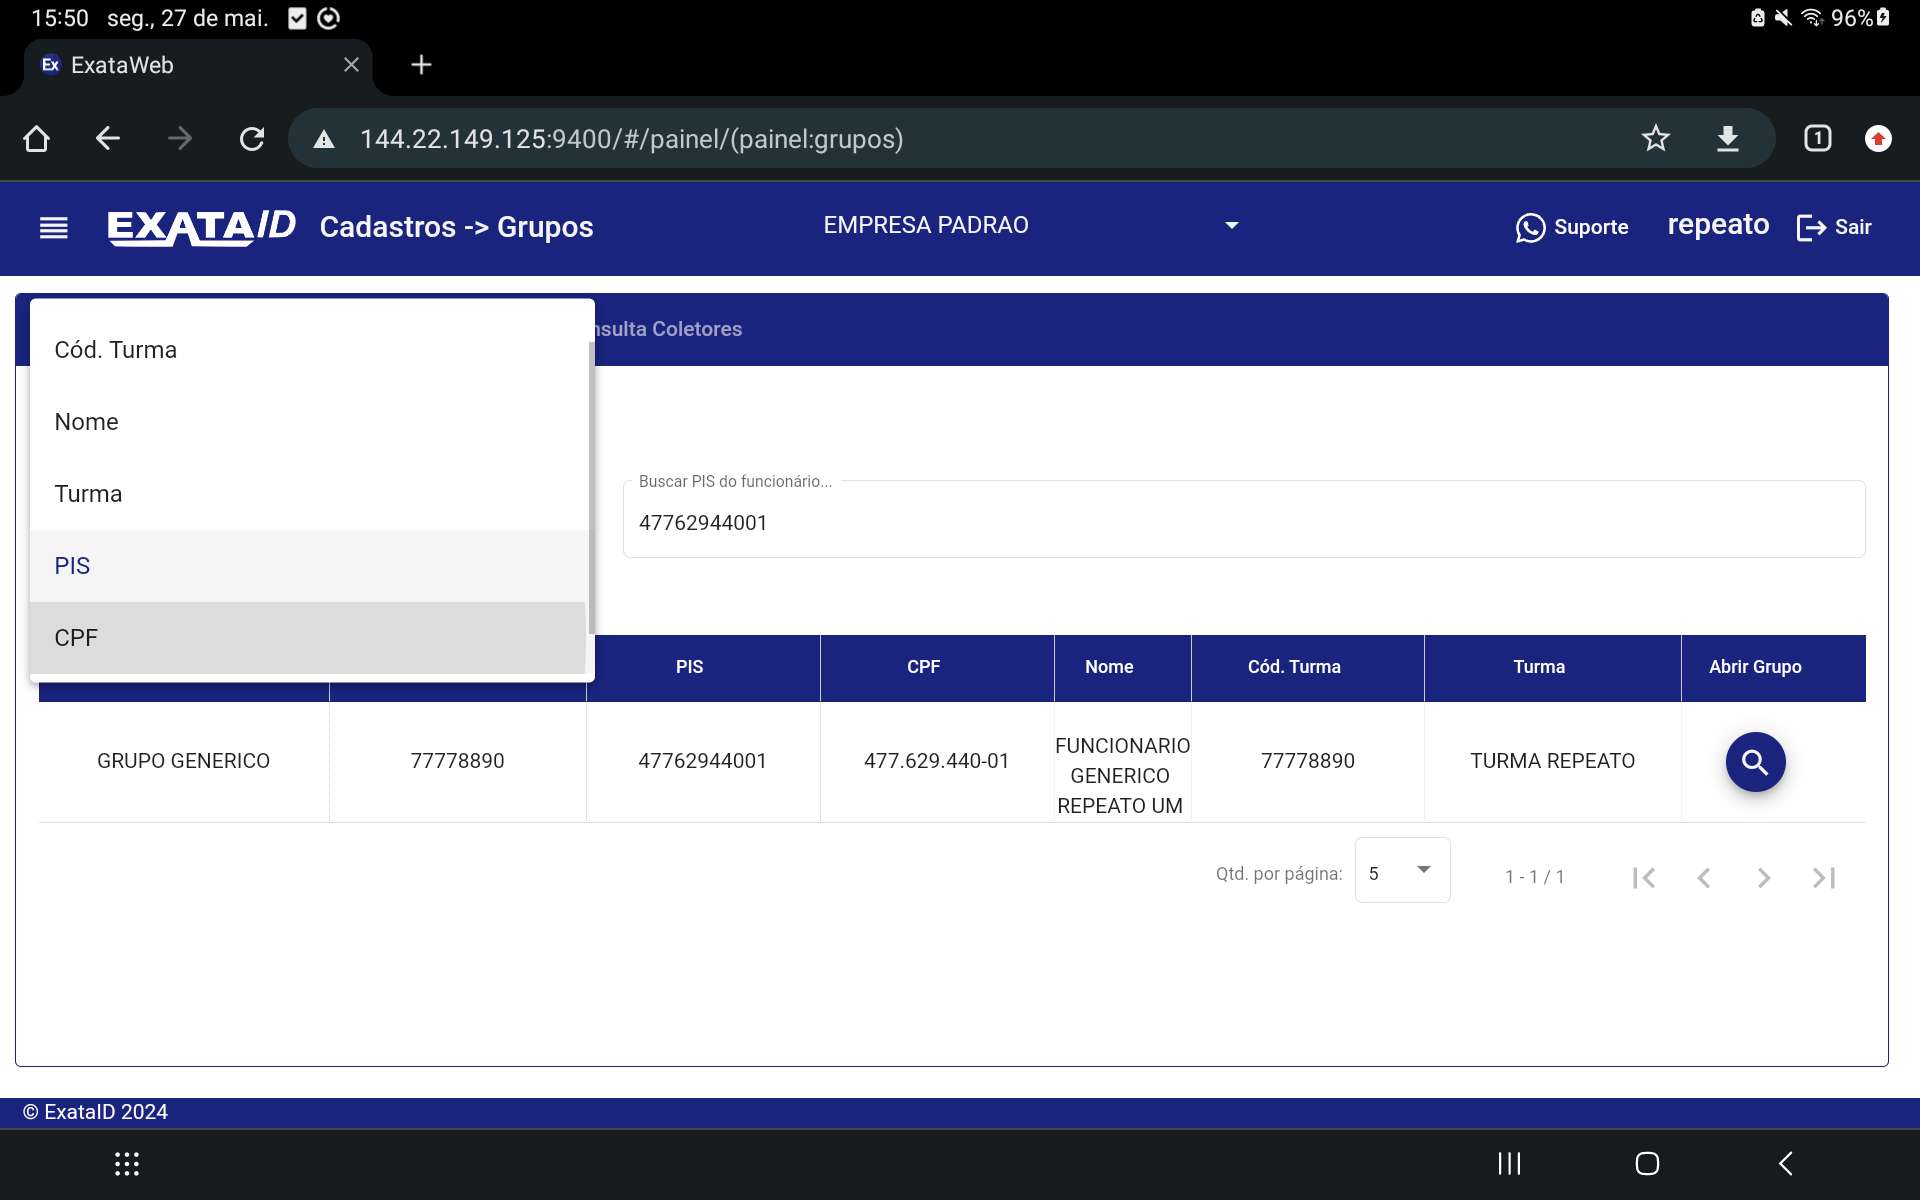 15:50 seg., 27 de mai.
96%
Ex ExataWeb
144.22.149.125:9400/#/painel/(painel:grupos)
1
EXATAID Cadastros -> Grupos
EMPRESA PADRAO
Suporte
repeato
Sair
nsulta Coletores
Cód. Turma
Nome
Turma
PIS
CPF
Buscar PIS do funcionário...
47762944001
PIS CPF Nome Cód. Turma Turma Abrir Grupo
GRUPO GENERICO 77778890 47762944001 477.629.440-01 FUNCIONARIO GENERICO REPEATO UM 77778890 TURMA REPEATO
Qtd. por página: 5 1 - 1 / 1
© ExataID 2024